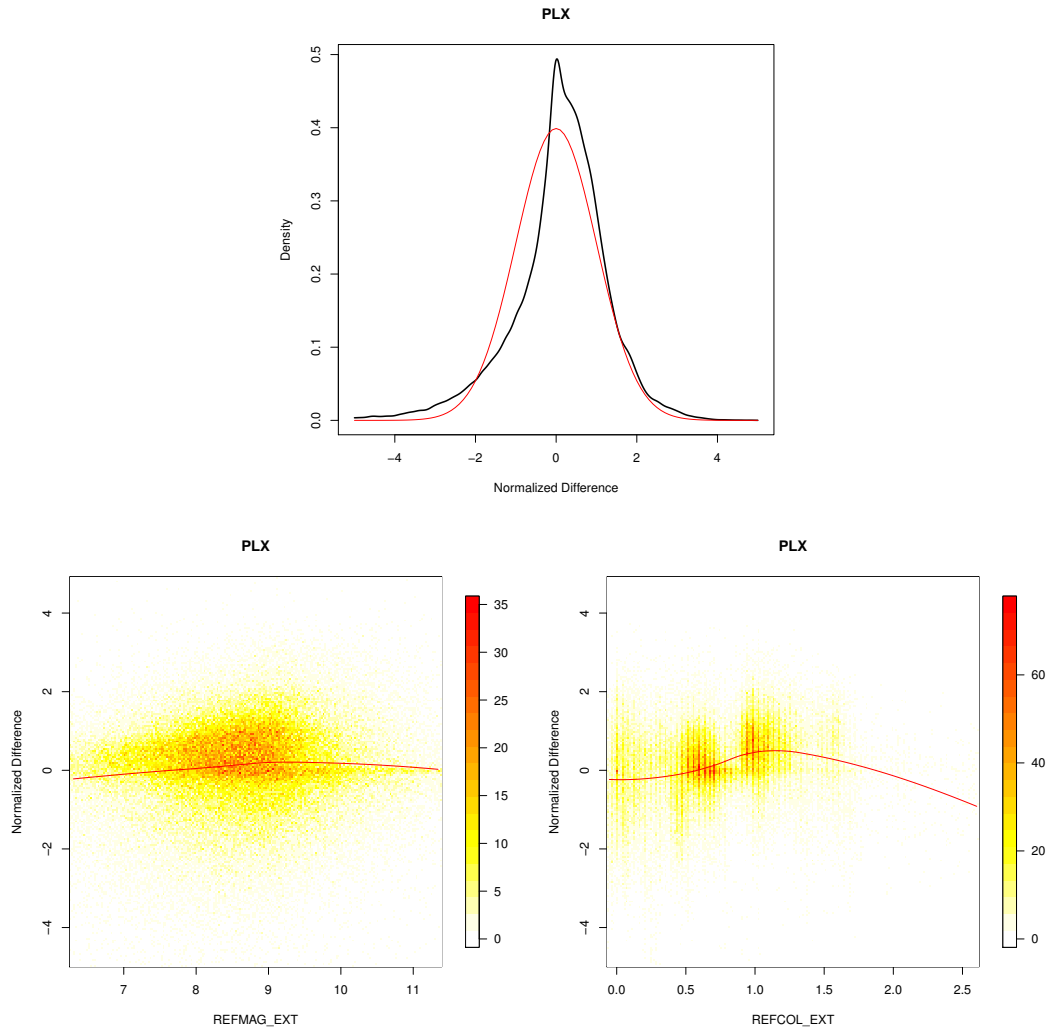 PLX
0.5
0.4
0.3
0.2
0.1
0.0
Density
−4 −2 0 2 4
Normalized Difference
PLX
4
2
0
−2
−4
Normalized Difference
7 8 9 10 11
REFMAG_EXT
35
30
25
20
15
10
5
0
PLX
4
2
0
−2
−4
Normalized Difference
0.0 0.5 1.0 1.5 2.0 2.5
REFCOL_EXT
60
40
20
0